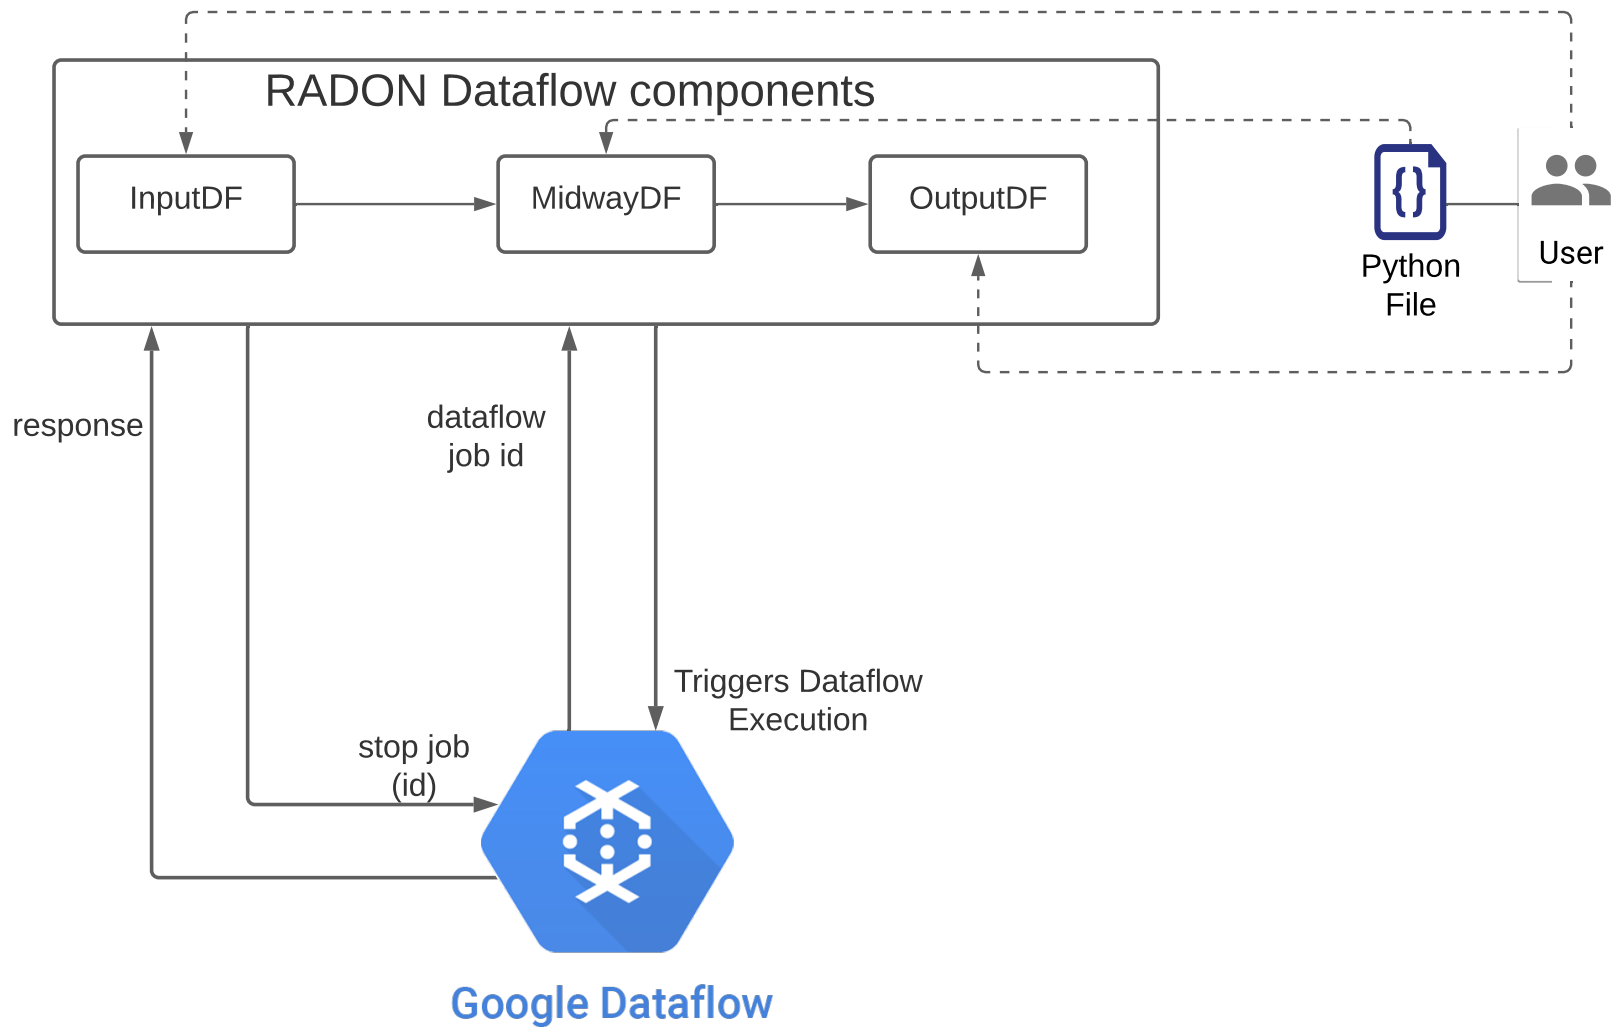 RADON Dataflow components
InputDF
MidwayDF
OutputDF
{}
Python
File
User
response
dataflow
job id
Triggers Dataflow
Execution
stop job
(id)
Google Dataflow